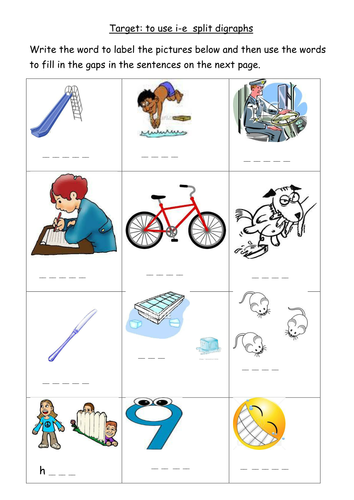 Target: to use i-e split digraphs
Write the word to label the pictures below and then use the words
to fill in the gaps in the sentences on the next page.
_ _ _ _ _
_ _ _ _
_ _ _ _ _
_ _ _ _ _
_ _ _ _
_ _ _ _
_ _ _ _ _
_ _ _
_ _ _ _
h _ _ _
_ _ _ _
_ _ _ _ _
9